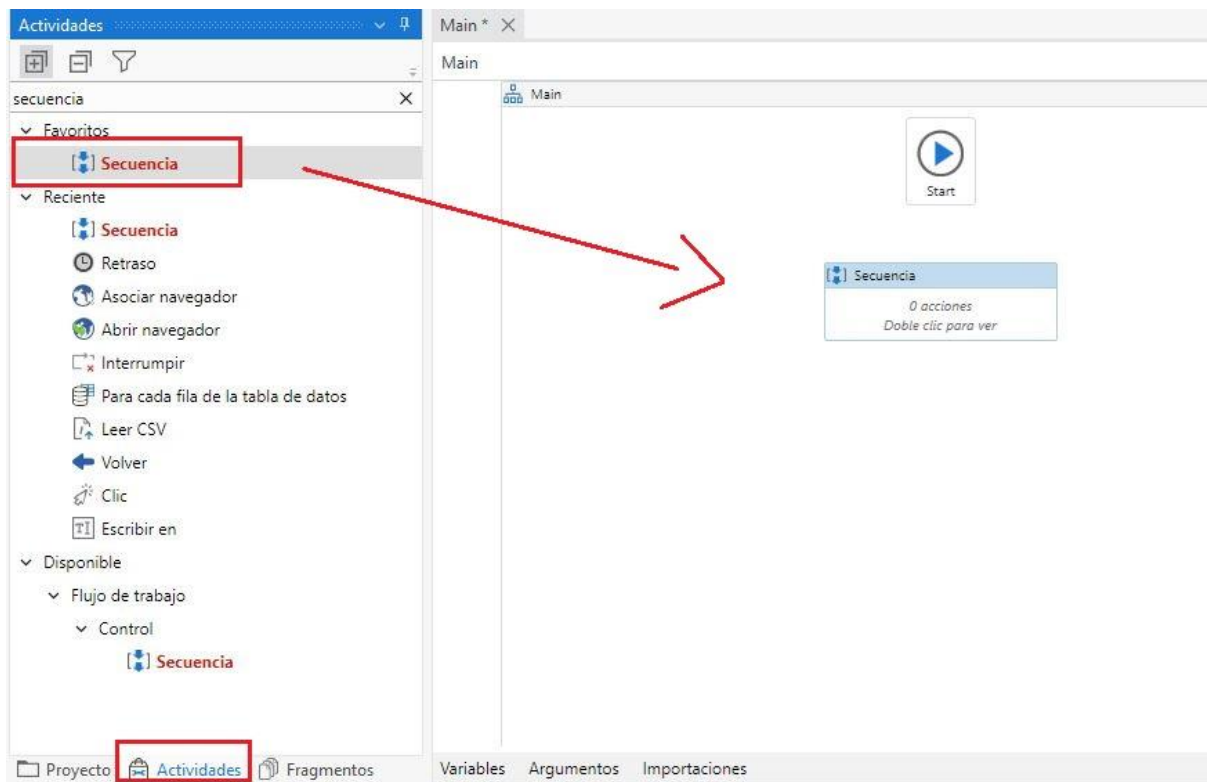 Actividades
secuencia
Favoritos
Secuencia
Reciente
Secuencia
Retraso
Asociar navegador
Abrir navegador
Interrumpir
Para cada fila de la tabla de datos
Leer CSV
Volver
Clic
Escribir en
Disponible
Flujo de trabajo
Control
Secuencia
Proyecto Actividades Fragmentos
Main *
Main
Main
Start
Secuencia
0 acciones
Doble clic para ver
Variables Argumentos Importaciones